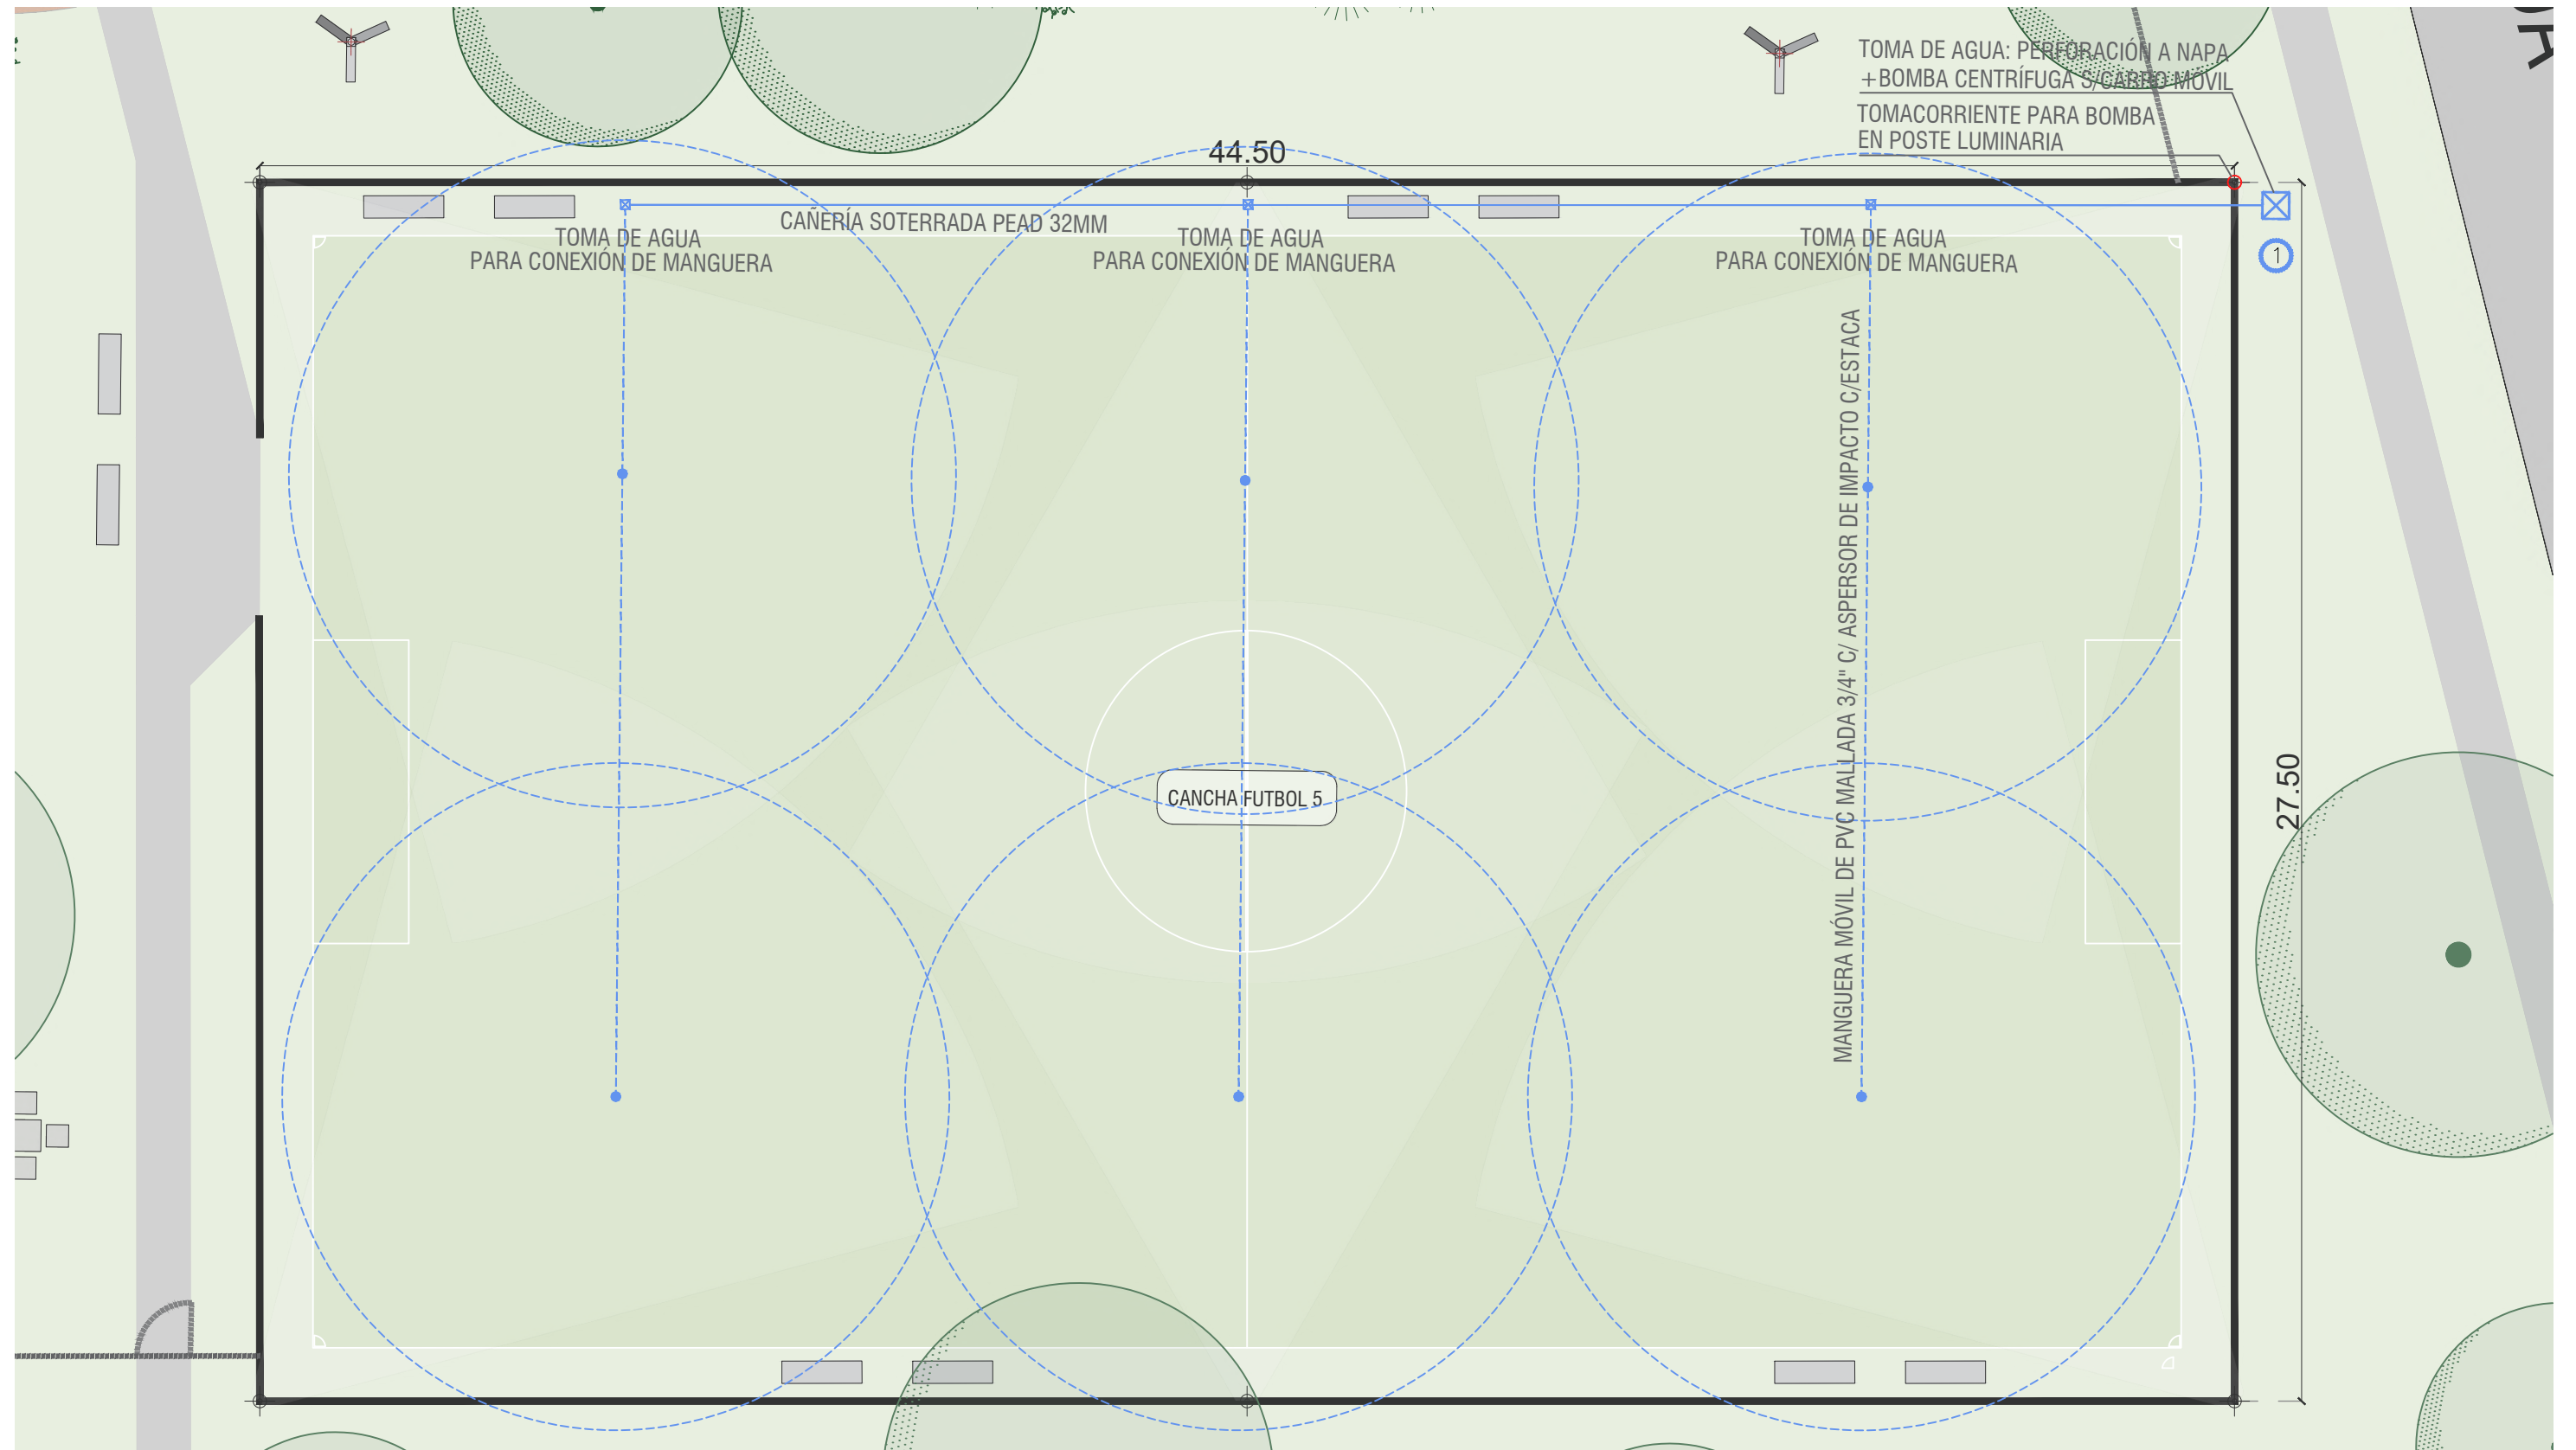 TOMA DE AGUA: PERFORACIÓN A NAPA
+BOMBA CENTRÍFUGA S/CARRO MÓVIL
TOMACORRIENTE PARA BOMBA
EN POSTE LUMINARIA
44.50
CAÑERÍA SOTERRADA PEAD 32MM
TOMA DE AGUA
PARA CONEXIÓN DE MANGUERA
TOMA DE AGUA
PARA CONEXIÓN DE MANGUERA
TOMA DE AGUA
PARA CONEXIÓN DE MANGUERA
1
MANGUERA MÓVIL DE PVC MALLADA 3/4" C/ ASPERSOR DE IMPACTO C/ESTACA
CANCHA FUTBOL 5
27.50